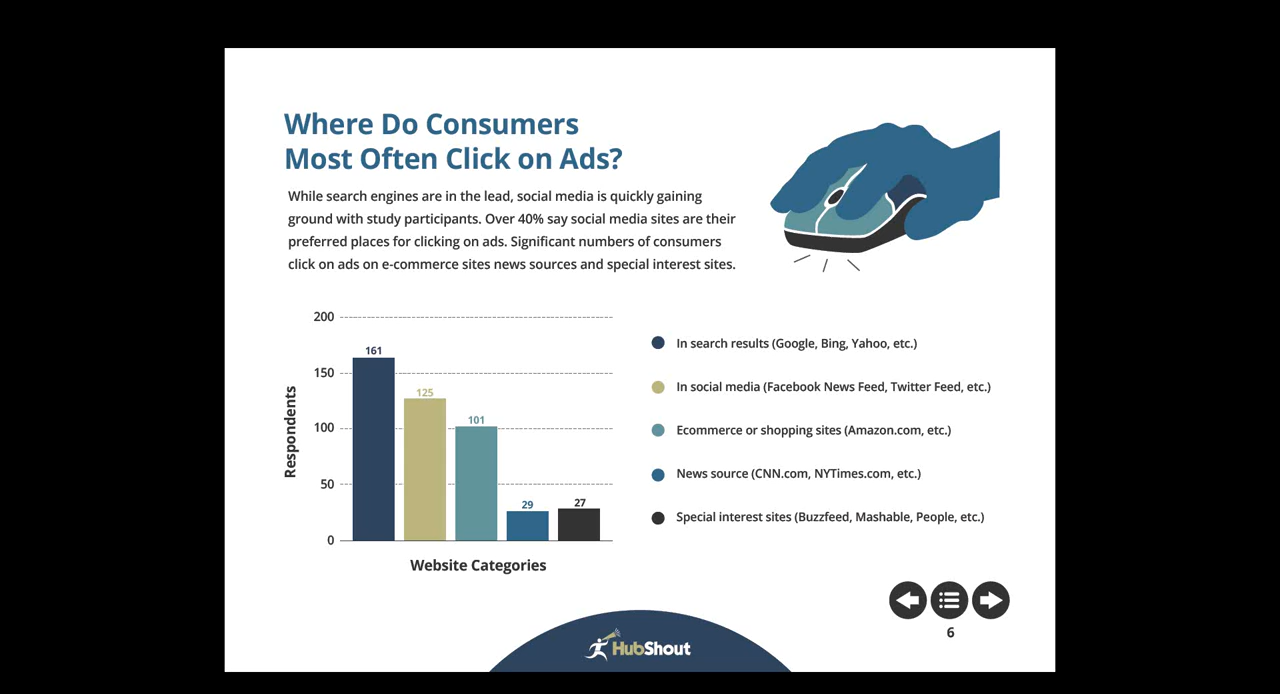 Where Do Consumers
Most Often Click on Ads?
While search engines are in the lead, social media is quickly gaining
ground with study participants. Over 40% say social media sites are their
preferred places for clicking on ads. Significant numbers of consumers
click on ads on e-commerce sites news sources and special interest sites.
Respondents
200
150
100
50
0
161
125
101
29
27
Website Categories
In search results (Google, Bing, Yahoo, etc.)
In social media (Facebook News Feed, Twitter Feed, etc.)
Ecommerce or shopping sites (Amazon.com, etc.)
News source (CNN.com, NYTimes.com, etc.)
Special interest sites (Buzzfeed, Mashable, People, etc.)
6
HubShout